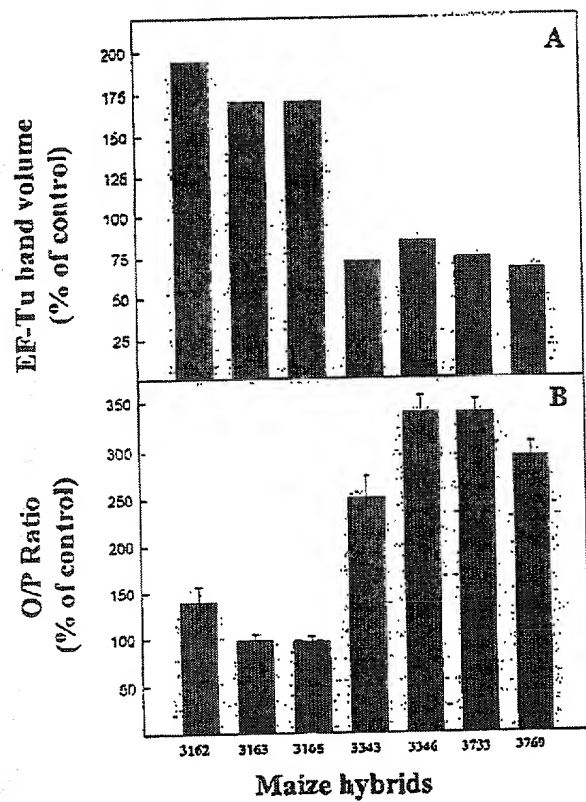 A
EF-Tu band volume
(% of control)
200
175
150
125
100
75
50
25
B
O/P Ratio
(% of control)
350
300
250
200
150
100
50
3162 3163 3165 3343 3346 3733 3769
Maize hybrids